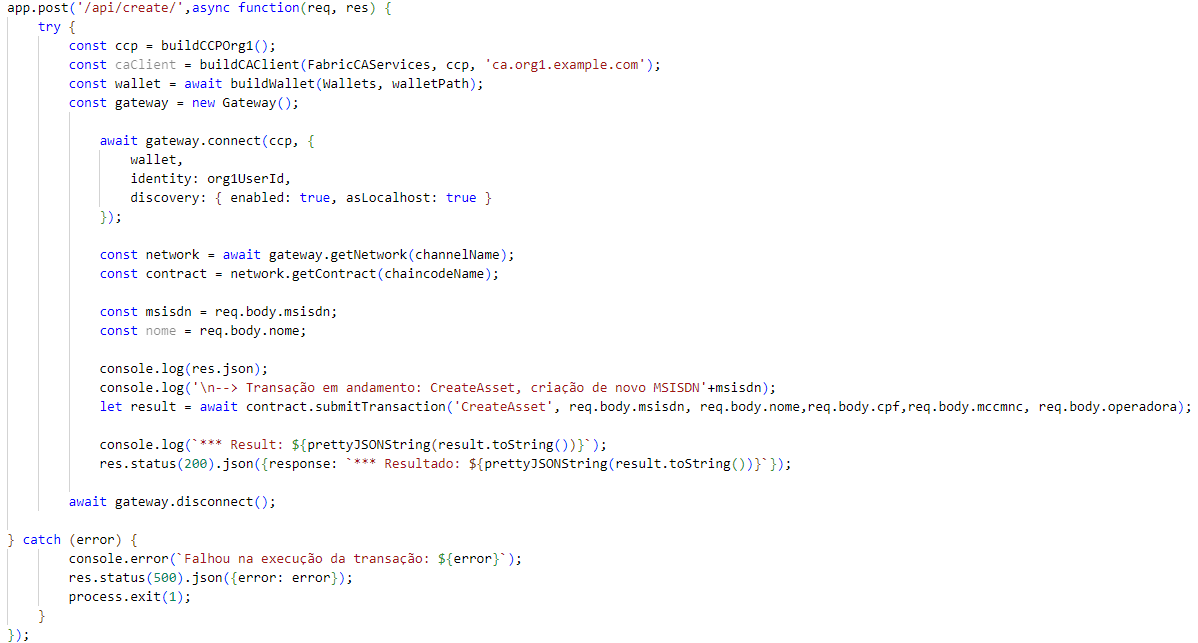 app.post('/api/create/',async function(req, res) {
try {
const ccp = buildCCPOrg1();
const caClient = buildCAClient(FabricCAServices, ccp, 'ca.org1.example.com');
const wallet = await buildWallet(Wallets, walletPath);
const gateway = new Gateway();
await gateway.connect(ccp, {
wallet,
identity: org1UserId,
discovery: { enabled: true, asLocalhost: true }
});
const network = await gateway.getNetwork(channelName);
const contract = network.getContract(chaincodeName);
const msisdn = req.body.msisdn;
const nome = req.body.nome;
console.log(res.json);
console.log('\n--> Transação em andamento: CreateAsset, criação de novo MSISDN'+msisdn);
let result = await contract.submitTransaction('CreateAsset', req.body.msisdn, req.body.nome,req.body.cpf,req.body.mccmnc, req.body.operadora);
console.log(`*** Result: ${prettyJSONString(result.toString())}`);
res.status(200).json({response: `*** Resultado: ${prettyJSONString(result.toString())}`});
await gateway.disconnect();
} catch (error) {
console.error(`Falhou na execução da transação: ${error}`);
res.status(500).json({error: error});
process.exit(1);
}
});